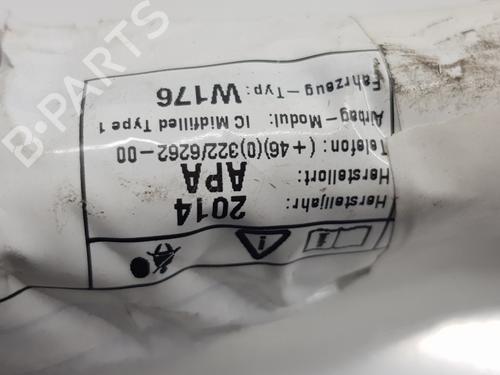 Herstelljahr: 2014
Herstellort: APA
Telefon: (+46)(0)322/6262-00
Airbag-Modul: IC Midfilled Type 1
Fahrzeug-Typ: W176
B-PARTS